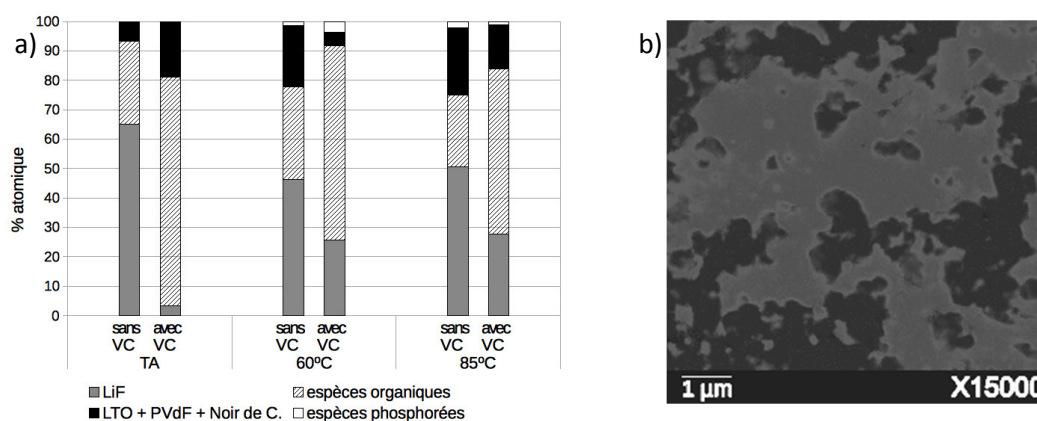 a)
% atomique
100
90
80
70
60
50
40
30
20
10
0
sans VC
avec VC
sans VC
avec VC
sans VC
avec VC
TA
60ºC
85ºC
LiF
espèces organiques
LTO + PVdF + Noir de C.
espèces phosphorées
b)
1 µm
X15000